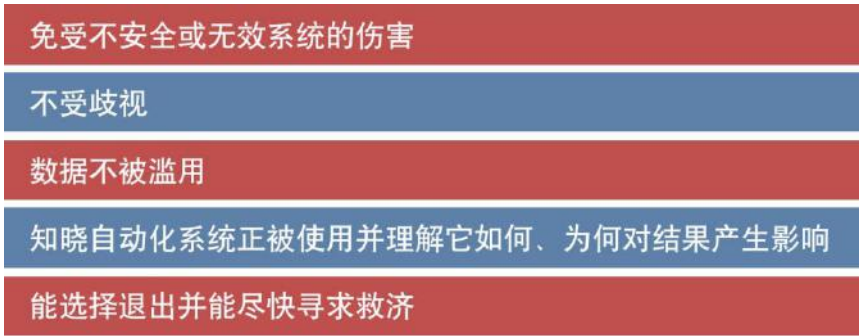 免受不安全或无效系统的伤害
不受歧视
数据不被滥用
知晓自动化系统正被使用并理解它如何、为何对结果产生影响
能选择退出并能尽快寻求救济